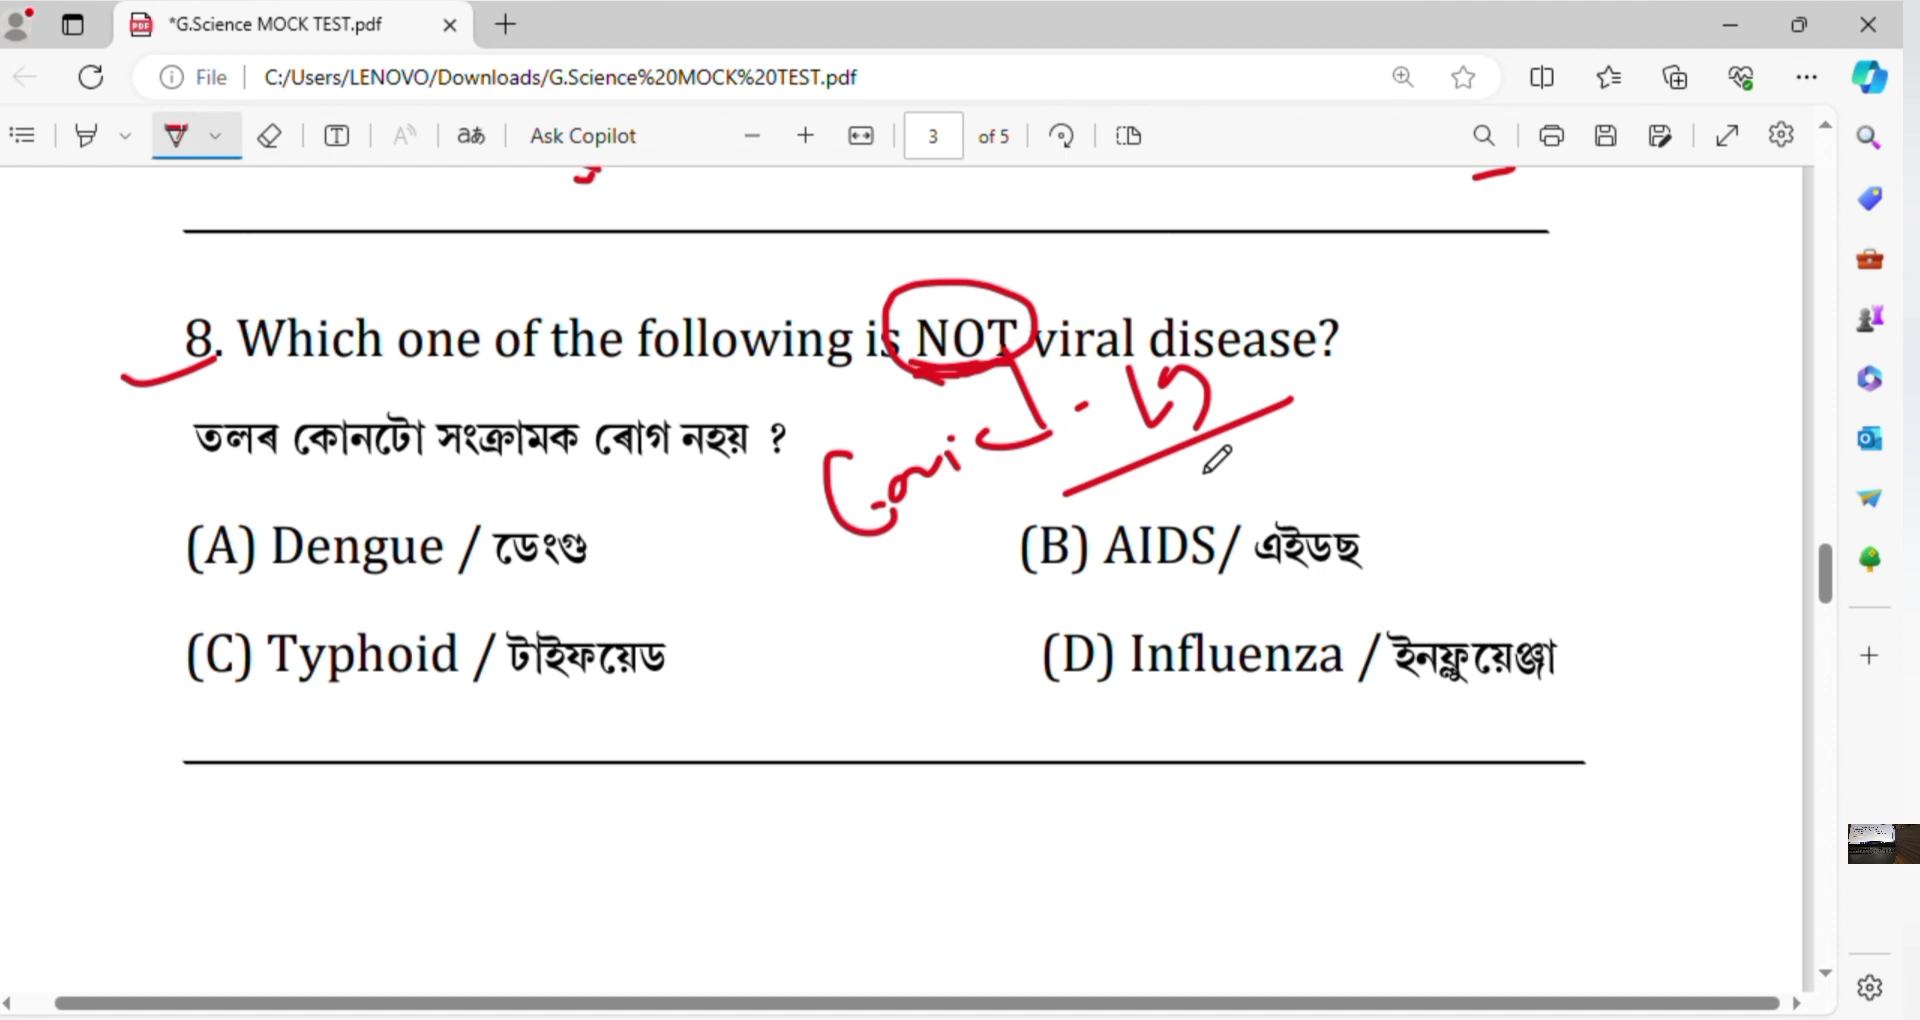 *G.Science MOCK TEST.pdf
File C:/Users/LENOVO/Downloads/G.Science%20MOCK%20TEST.pdf
aあ Ask Copilot 3 of 5
8. Which one of the following is NOT viral disease?
তলৰ কোনটো সংক্ৰামক ৰোগ নহয় ?
Covid - 19
(A) Dengue / ডেংগু (B) AIDS/ এইডছ
(C) Typhoid / টাইফয়েড (D) Influenza / ইনফ্লুয়েঞ্জা